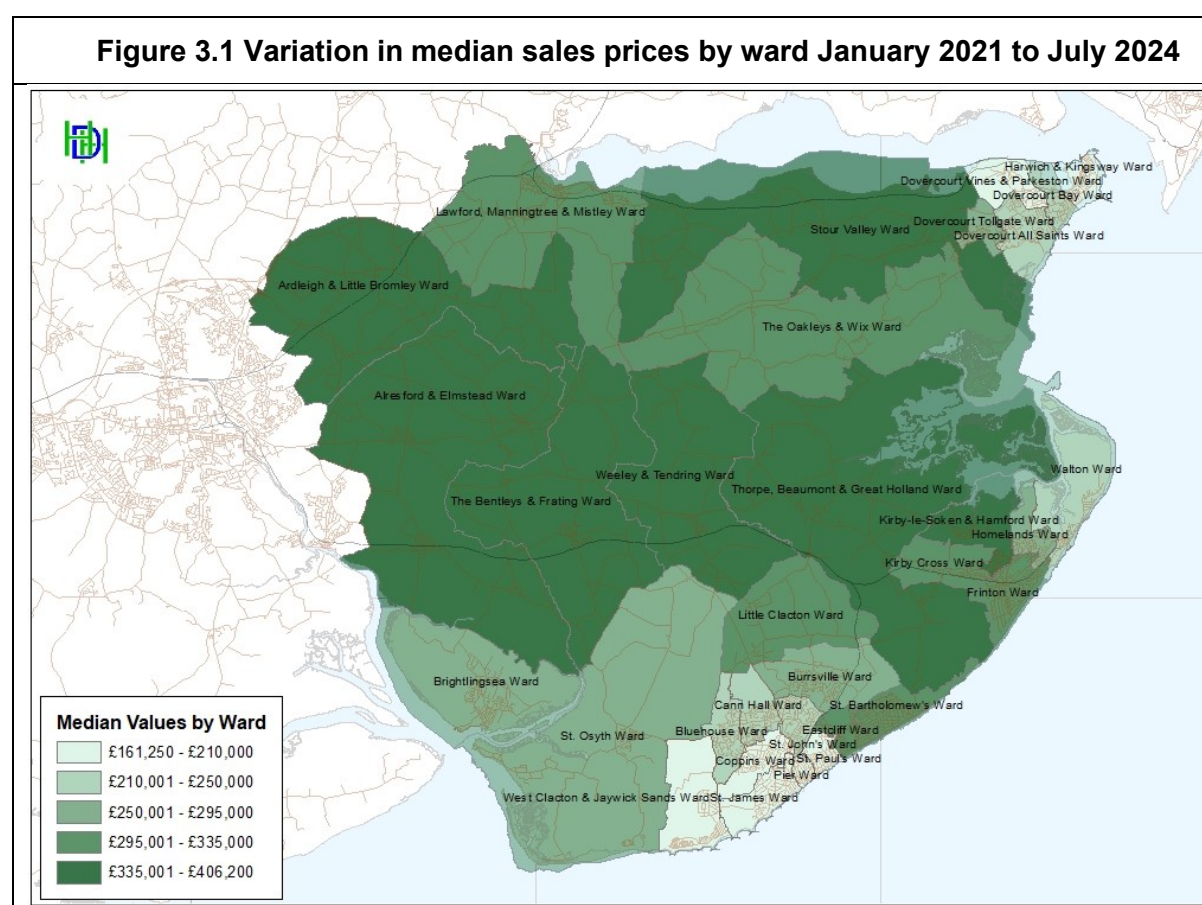 Figure 3.1 Variation in median sales prices by ward January 2021 to July 2024
HDH
Harwich & Kingsway Ward
Dovercourt Vines & Parkeston Ward
Dovercourt Bay Ward
Lawford, Manningtree & Mistley Ward
Dovercourt Tollgate Ward
Stour Valley Ward
Dovercourt All Saints Ward
Ardleigh & Little Bromley Ward
The Oakleys & Wix Ward
Alresford & Elmstead Ward
Walton Ward
Weeley & Tendring Ward
Thorpe, Beaumont & Great Holland Ward
The Bentleys & Frating Ward
Kirby-le-Soken & Hamford Ward
Homelands Ward
Kirby Cross Ward
Frinton Ward
Little Clacton Ward
Burrsville Ward
Brightlingsea Ward
Cann Hall Ward
St. Bartholomew's Ward
St. Osyth Ward
Bluehouse Ward
Eastcliff Ward
St. John's Ward
Coppins Ward
St. Paul's Ward
Pier Ward
West Clacton & Jaywick Sands Ward
St. James Ward
Median Values by Ward
£161,250 - £210,000
£210,001 - £250,000
£250,001 - £295,000
£295,001 - £335,000
£335,001 - £406,200